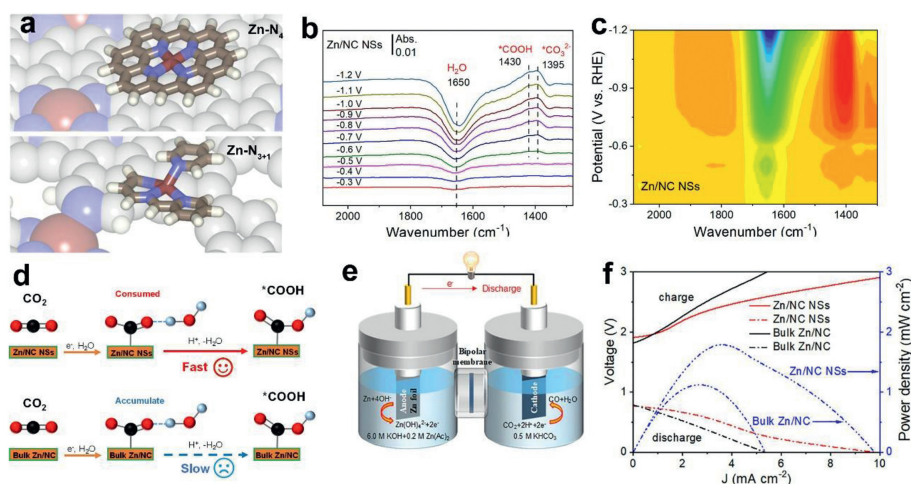 a
Zn-N4
Zn-N3+1
b
Zn/NC NSs
Abs.
0.01
*COOH
1430
*CO3 2-
1395
H2O
1650
-1.2 V
-1.1 V
-1.0 V
-0.9 V
-0.8 V
-0.7 V
-0.6 V
-0.5 V
-0.4 V
-0.3 V
2000
1800
1600
1400
Wavenumber (cm-1)
c
Potential (V vs. RHE)
-1.2
-0.9
-0.6
-0.3
Zn/NC NSs
2000
1800
1600
1400
Wavenumber (cm-1)
d
CO2
Consumed
*COOH
Zn/NC NSs
e-, H2O
Zn/NC NSs
H+, -H2O
Fast
Zn/NC NSs
CO2
Accumulate
*COOH
Bulk Zn/NC
e-, H2O
Bulk Zn/NC
H+, -H2O
Slow
Bulk Zn/NC
e
e-
Discharge
Bipolar
membrane
Anode
Zn foil
Zn+4OH-
Zn(OH)4 2-+2e-
6.0 M KOH+0.2 M Zn(Ac)2
Cathode
CO+H2O
CO2+2H++2e-
0.5 M KHCO3
f
Voltage (V)
3
2
1
0
charge
discharge
Zn/NC NSs
Bulk Zn/NC
Zn/NC NSs
Bulk Zn/NC
Zn/NC NSs
Bulk Zn/NC
0
2
4
6
8
10
J (mA cm-2)
3
2
1
0
Power density (mW cm-2)